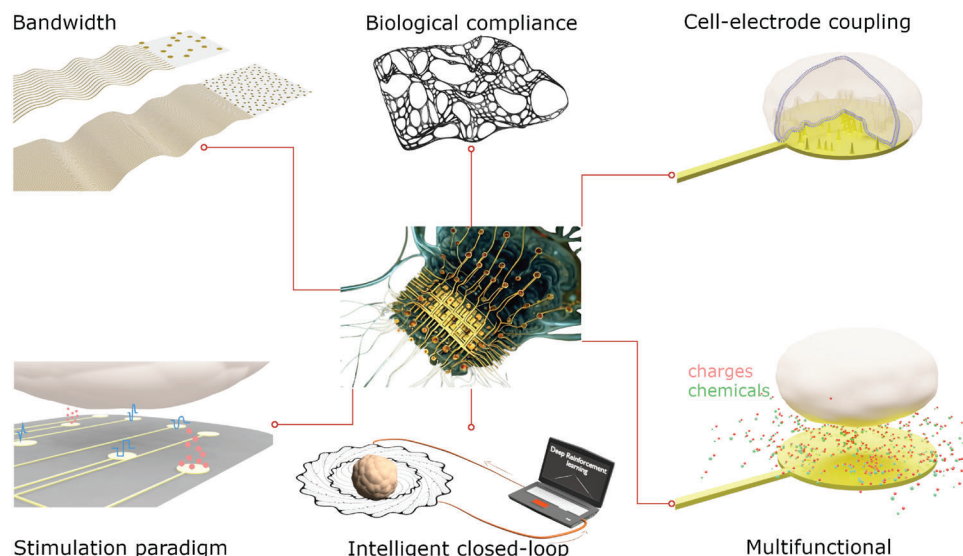 Bandwidth
Biological compliance
Cell-electrode coupling
charges
chemicals
Deep Reinforcement
learning
Stimulation paradigm
Intelligent closed-loop
Multifunctional